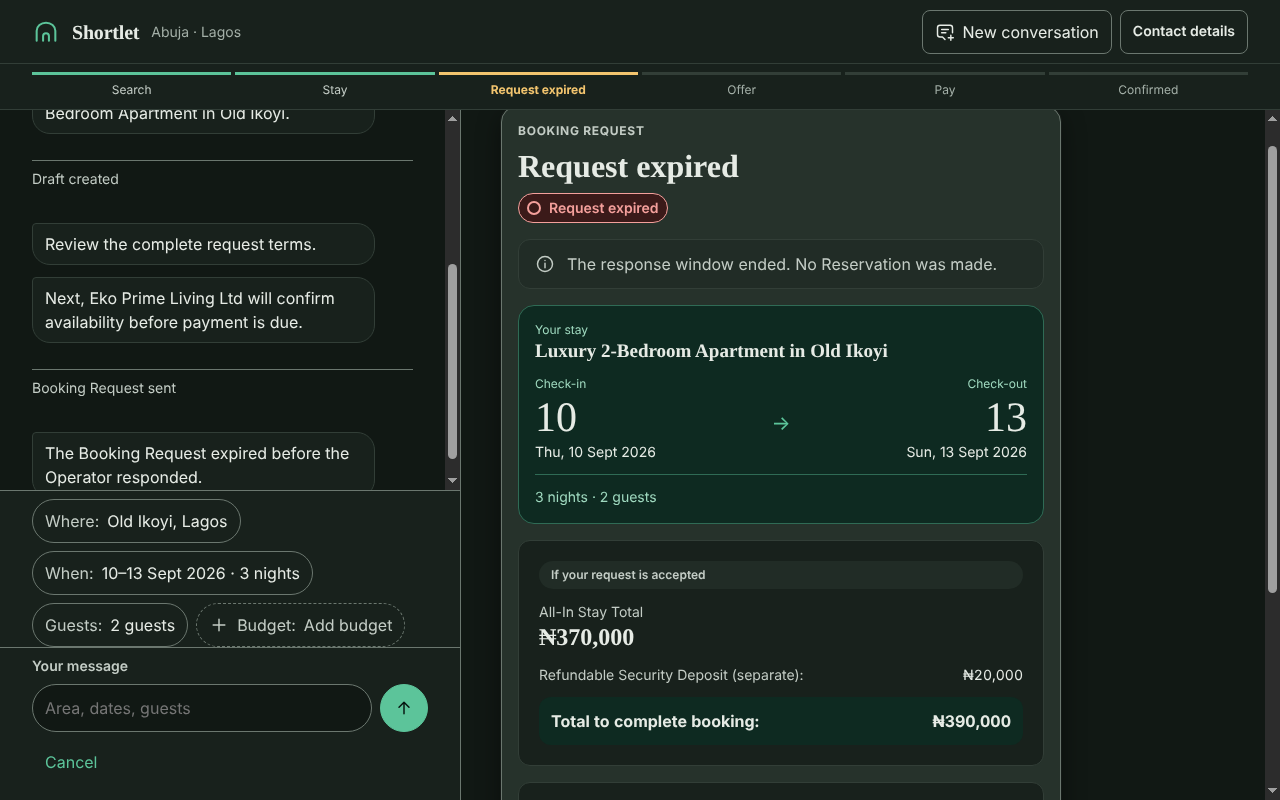 Shortlet
Abuja · Lagos
New conversation
Contact details
Search
Stay
Request expired
Offer
Pay
Confirmed
Bedroom Apartment in Old Ikoyi.
Draft created
Review the complete request terms.
Next, Eko Prime Living Ltd will confirm
availability before payment is due.
Booking Request sent
The Booking Request expired before the
Operator responded.
Where: Old Ikoyi, Lagos
When: 10–13 Sept 2026 · 3 nights
Guests: 2 guests
Budget: Add budget
Your message
Area, dates, guests
Cancel
BOOKING REQUEST
Request expired
Request expired
The response window ended. No Reservation was made.
Your stay
Luxury 2-Bedroom Apartment in Old Ikoyi
Check-in
Check-out
10
→
13
Thu, 10 Sept 2026
Sun, 13 Sept 2026
3 nights · 2 guests
If your request is accepted
All-In Stay Total
₦370,000
Refundable Security Deposit (separate):
₦20,000
Total to complete booking:
₦390,000